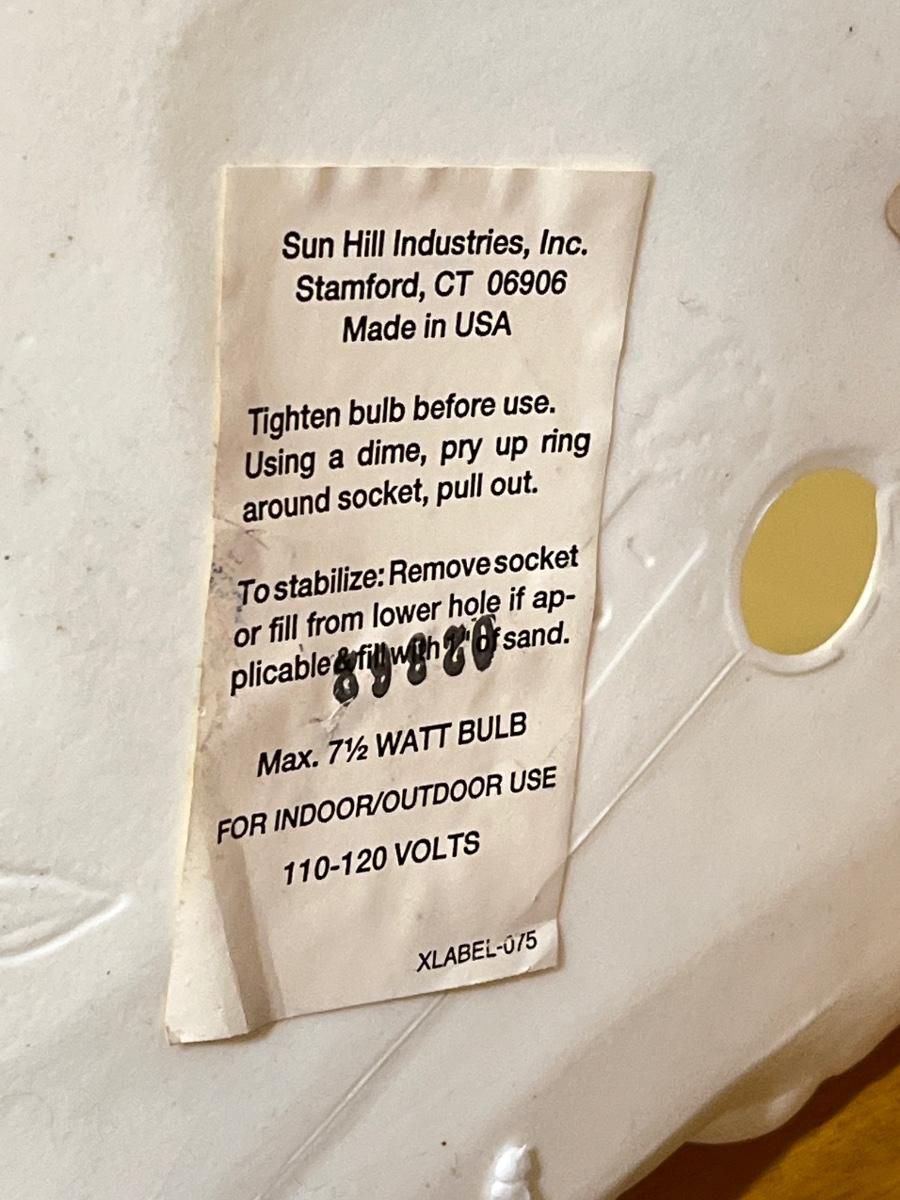 Sun Hill Industries, Inc.
Stamford, CT 06906
Made in USA
Tighten bulb before use.
Using a dime, pry up ring
around socket, pull out.
To stabilize: Remove socket
or fill from lower hole if ap-
plicable & fill with of sand.
Max. 7½ WATT BULB
FOR INDOOR/OUTDOOR USE
110-120 VOLTS
XLABEL-075